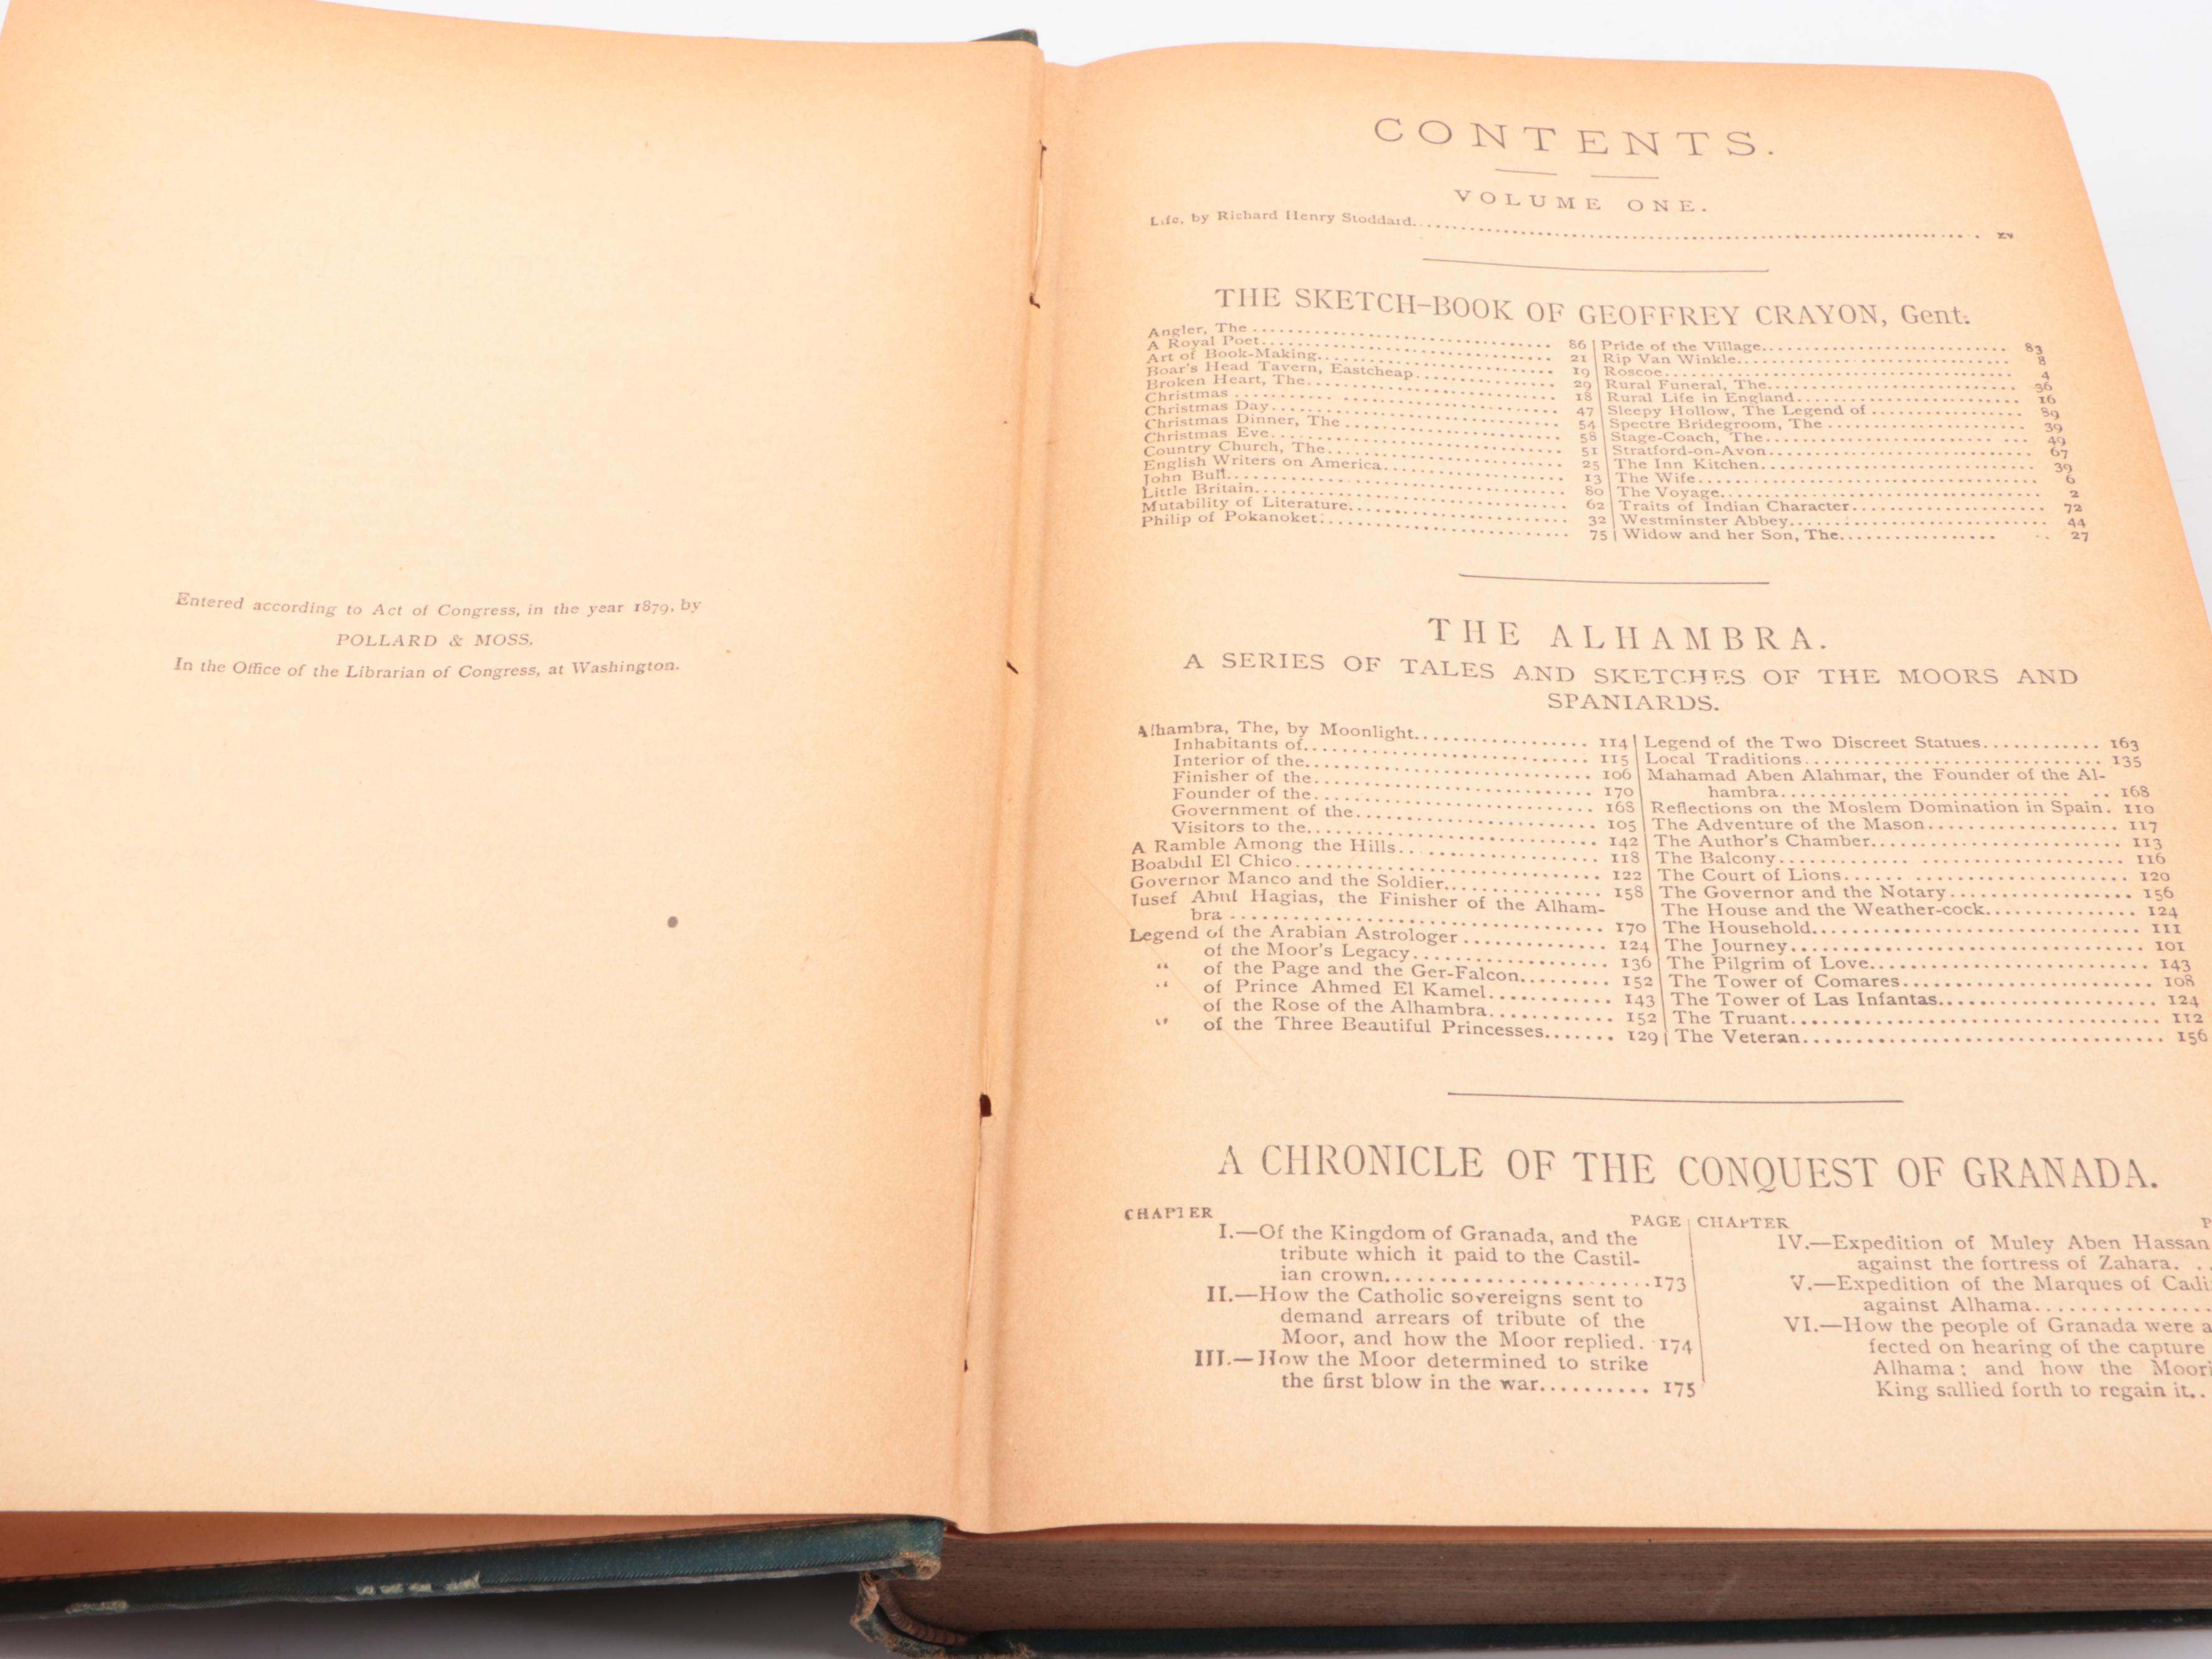 Entered according to Act of Congress, in the year 1879, by
POLLARD & MOSS,
In the Office of the Librarian of Congress, at Washington.
CONTENTS.
VOLUME ONE.
Life, by Richard Henry Stoddard.... xv
THE SKETCH-BOOK OF GEOFFREY CRAYON, Gent.
Angler, The.... 86
A Royal Poet.... 21
Art of Book-Making.... 19
Boar's Head Tavern, Eastcheap.... 29
Broken Heart, The.... 18
Christmas.... 47
Christmas Day.... 54
Christmas Dinner, The.... 58
Christmas Eve.... 51
Country Church, The.... 25
English Writers on America.... 13
John Bull.... 80
Little Britain.... 62
Mutability of Literature.... 32
Philip of Pokanoket.... 75
Pride of the Village.... 83
Rip Van Winkle.... 8
Roscoe.... 4
Rural Funeral, The.... 36
Rural Life in England.... 16
Sleepy Hollow, The Legend of.... 89
Spectre Bridegroom, The.... 39
Stage-Coach, The.... 49
Stratford-on-Avon.... 67
The Inn Kitchen.... 39
The Wife.... 6
The Voyage.... 2
Traits of Indian Character.... 72
Westminster Abbey.... 44
Widow and her Son, The.... 27
THE ALHAMBRA.
A SERIES OF TALES AND SKETCHES OF THE MOORS AND
SPANIARDS.
Alhambra, The, by Moonlight.... 114
Inhabitants of.... 115
Interior of the.... 106
Finisher of the.... 170
Founder of the.... 168
Government of the.... 105
Visitors to the.... 142
A Ramble Among the Hills.... 118
Boabdil El Chico.... 122
Governor Manco and the Soldier.... 158
Jusef Abul Hagias, the Finisher of the Alham-
bra.... 170
Legend of the Arabian Astrologer.... 124
of the Moor's Legacy.... 136
" of the Page and the Ger-Falcon.... 152
" of Prince Ahmed El Kamel.... 143
of the Rose of the Alhambra.... 152
" of the Three Beautiful Princesses.... 129
Legend of the Two Discreet Statues.... 163
Local Traditions.... 135
Mahamad Aben Alahmar, the Founder of the Al-
hambra.... 168
Reflections on the Moslem Domination in Spain. 110
The Adventure of the Mason.... 117
The Author's Chamber.... 113
The Balcony.... 116
The Court of Lions.... 120
The Governor and the Notary.... 156
The House and the Weather-cock.... 124
The Household.... 111
The Journey.... 101
The Pilgrim of Love.... 143
The Tower of Comares.... 108
The Tower of Las Infantas.... 124
The Truant.... 112
The Veteran.... 156
A CHRONICLE OF THE CONQUEST OF GRANADA.
CHAPTER PAGE
I.—Of the Kingdom of Granada, and the
tribute which it paid to the Castil-
ian crown.... 173
II.—How the Catholic sovereigns sent to
demand arrears of tribute of the
Moor, and how the Moor replied. 174
III.—How the Moor determined to strike
the first blow in the war.... 175
CHAPTER
IV.—Expedition of Muley Aben Hassan
against the fortress of Zahara. ..
V.—Expedition of the Marques of
against Alhama....
VI.—How the people of Granada were
fected on hearing of the capture
Alhama; and how the
King sallied forth to regain it..